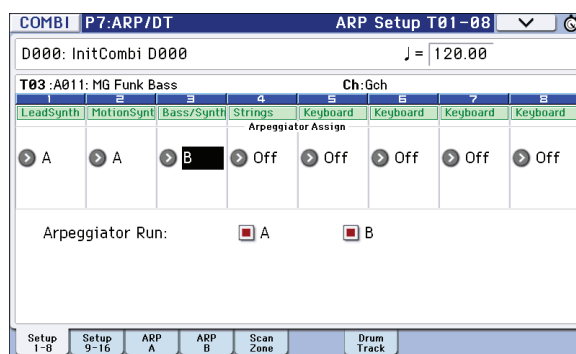 COMBI P7:ARP/DT ARP Setup T01-08
D000: InitCombi D000 ♩= 120.00
T03 :A011: MG Funk Bass Ch:Gch
1 2 3 4 5 6 7 8
LeadSynth MotionSynt Bass/Synth Strings Keyboard Keyboard Keyboard Keyboard
Arpeggiator Assign
A A B Off Off Off Off Off
Arpeggiator Run: A B
Setup 1-8 Setup 9-16 ARP A ARP B Scan Zone Drum Track